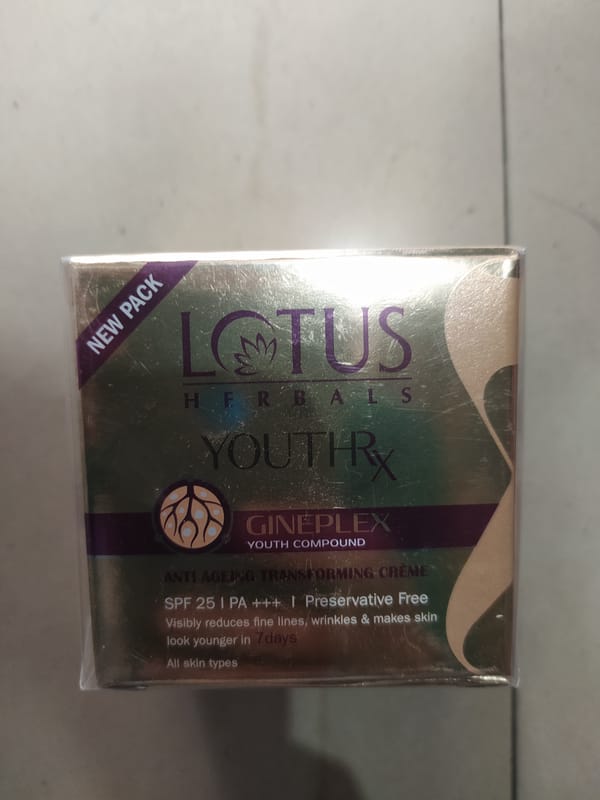 NEW PACK
LOTUS
HERBALS
YOUTHRx
GINEPLEX
YOUTH COMPOUND
ANTI AGEING TRANSFORMING CRÈME
SPF 25 | PA +++ | Preservative Free
Visibly reduces fine lines, wrinkles & makes skin
look younger in 7days
All skin types